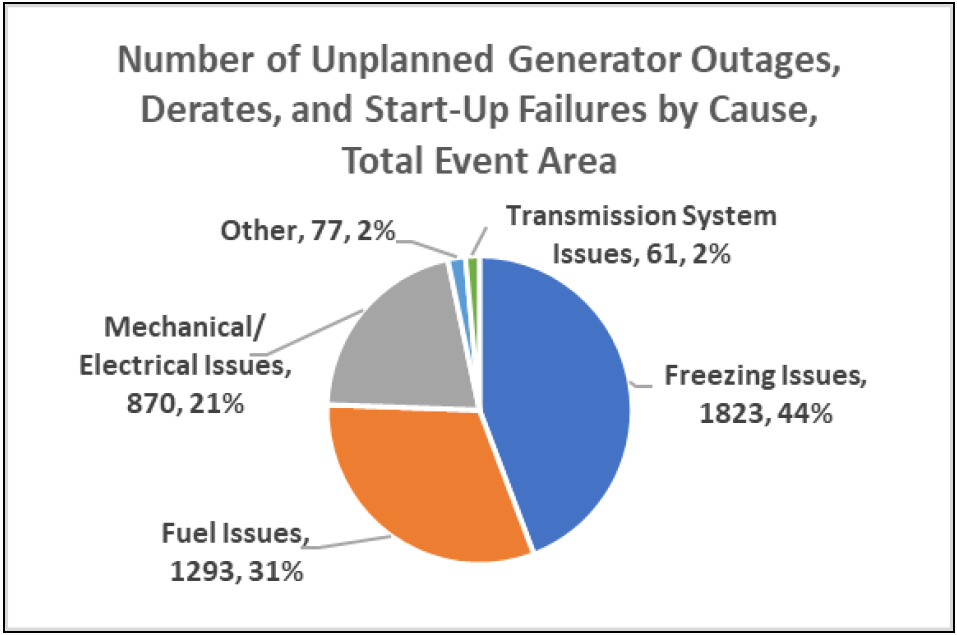 Number of Unplanned Generator Outages,
Derates, and Start-Up Failures by Cause,
Total Event Area
Transmission System
Issues, 61, 2%
Other, 77, 2%
Mechanical/
Electrical Issues,
870, 21%
Freezing Issues,
1823, 44%
Fuel Issues,
1293, 31%